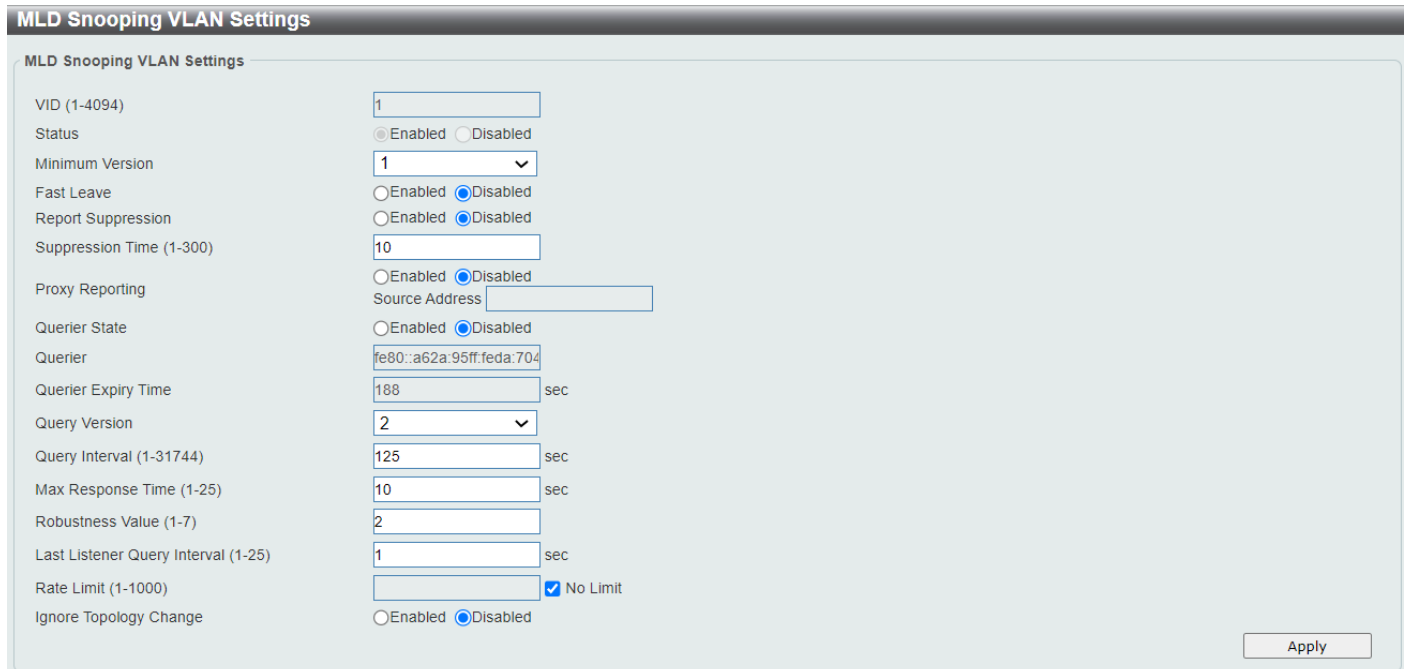 MLD Snooping VLAN Settings
MLD Snooping VLAN Settings
VID (1-4094) 1
Status Enabled Disabled
Minimum Version 1
Fast Leave Enabled Disabled
Report Suppression Enabled Disabled
Suppression Time (1-300) 10
Proxy Reporting Enabled Disabled
Source Address
Querier State Enabled Disabled
Querier fe80::a62a:95ff:feda:704
Querier Expiry Time 188 sec
Query Version 2
Query Interval (1-31744) 125 sec
Max Response Time (1-25) 10 sec
Robustness Value (1-7) 2
Last Listener Query Interval (1-25) 1 sec
Rate Limit (1-1000) No Limit
Ignore Topology Change Enabled Disabled
Apply